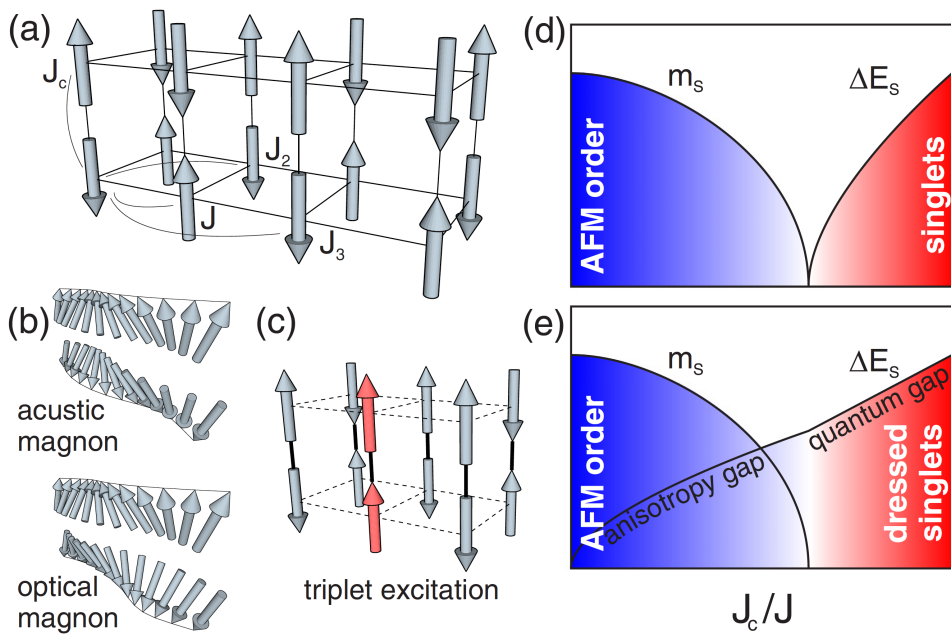 (a)
J_c
J_2
J
J_3
(b)
acustic
magnon
optical
magnon
(c)
triplet excitation
(d)
m_s
ΔE_s
AFM order
singlets
(e)
m_s
ΔE_s
AFM order
anisotropy gap
quantum gap
dressed
singlets
J_c/J